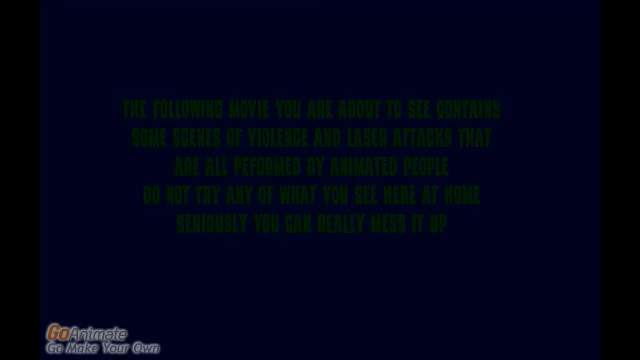 THE FOLLOWING MOVIE YOU ARE ABOUT TO SEE CONTAINS
SOME SCENES OF VIOLENCE AND LASER ATTACKS THAT
ARE ALL PEFORMED BY ANIMATED PEOPLE
DO NOT TRY ANY OF WHAT YOU SEE HERE AT HOME
SERIOUSLY YOU CAN REALLY MESS IT UP
GoAnimate
Go Make Your Own